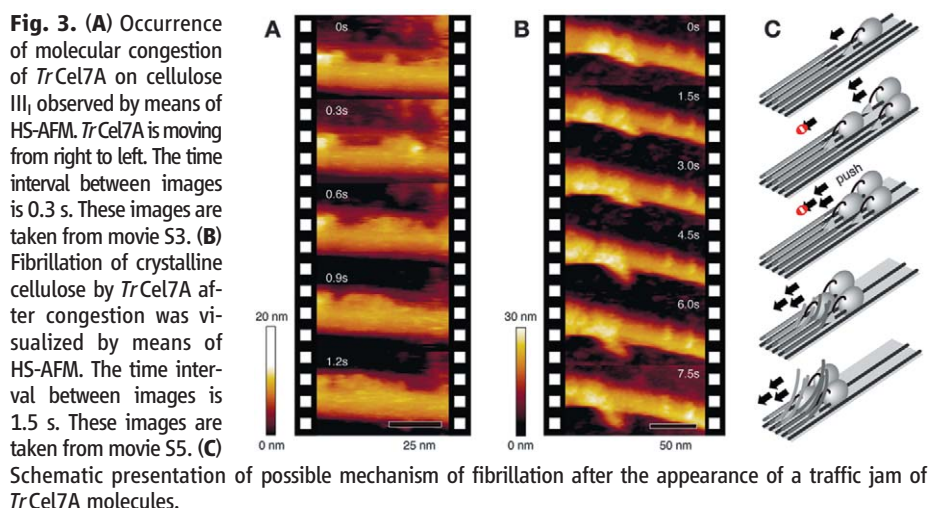 Fig. 3. (A) Occurrence
of molecular congestion
of TrCel7A on cellulose
IIII observed by means of
HS-AFM. TrCel7A is moving
from right to left. The time
interval between images
is 0.3 s. These images are
taken from movie S3. (B)
Fibrillation of crystalline
cellulose by TrCel7A af-
ter congestion was vi-
sualized by means of
HS-AFM. The time inter-
val between images is
1.5 s. These images are
taken from movie S5. (C)
Schematic presentation of possible mechanism of fibrillation after the appearance of a traffic jam of
TrCel7A molecules.
A
0s
0.3s
0.6s
0.9s
1.2s
20 nm
0 nm
25 nm
B
0s
1.5s
3.0s
4.5s
6.0s
7.5s
30 nm
0 nm
50 nm
C
push